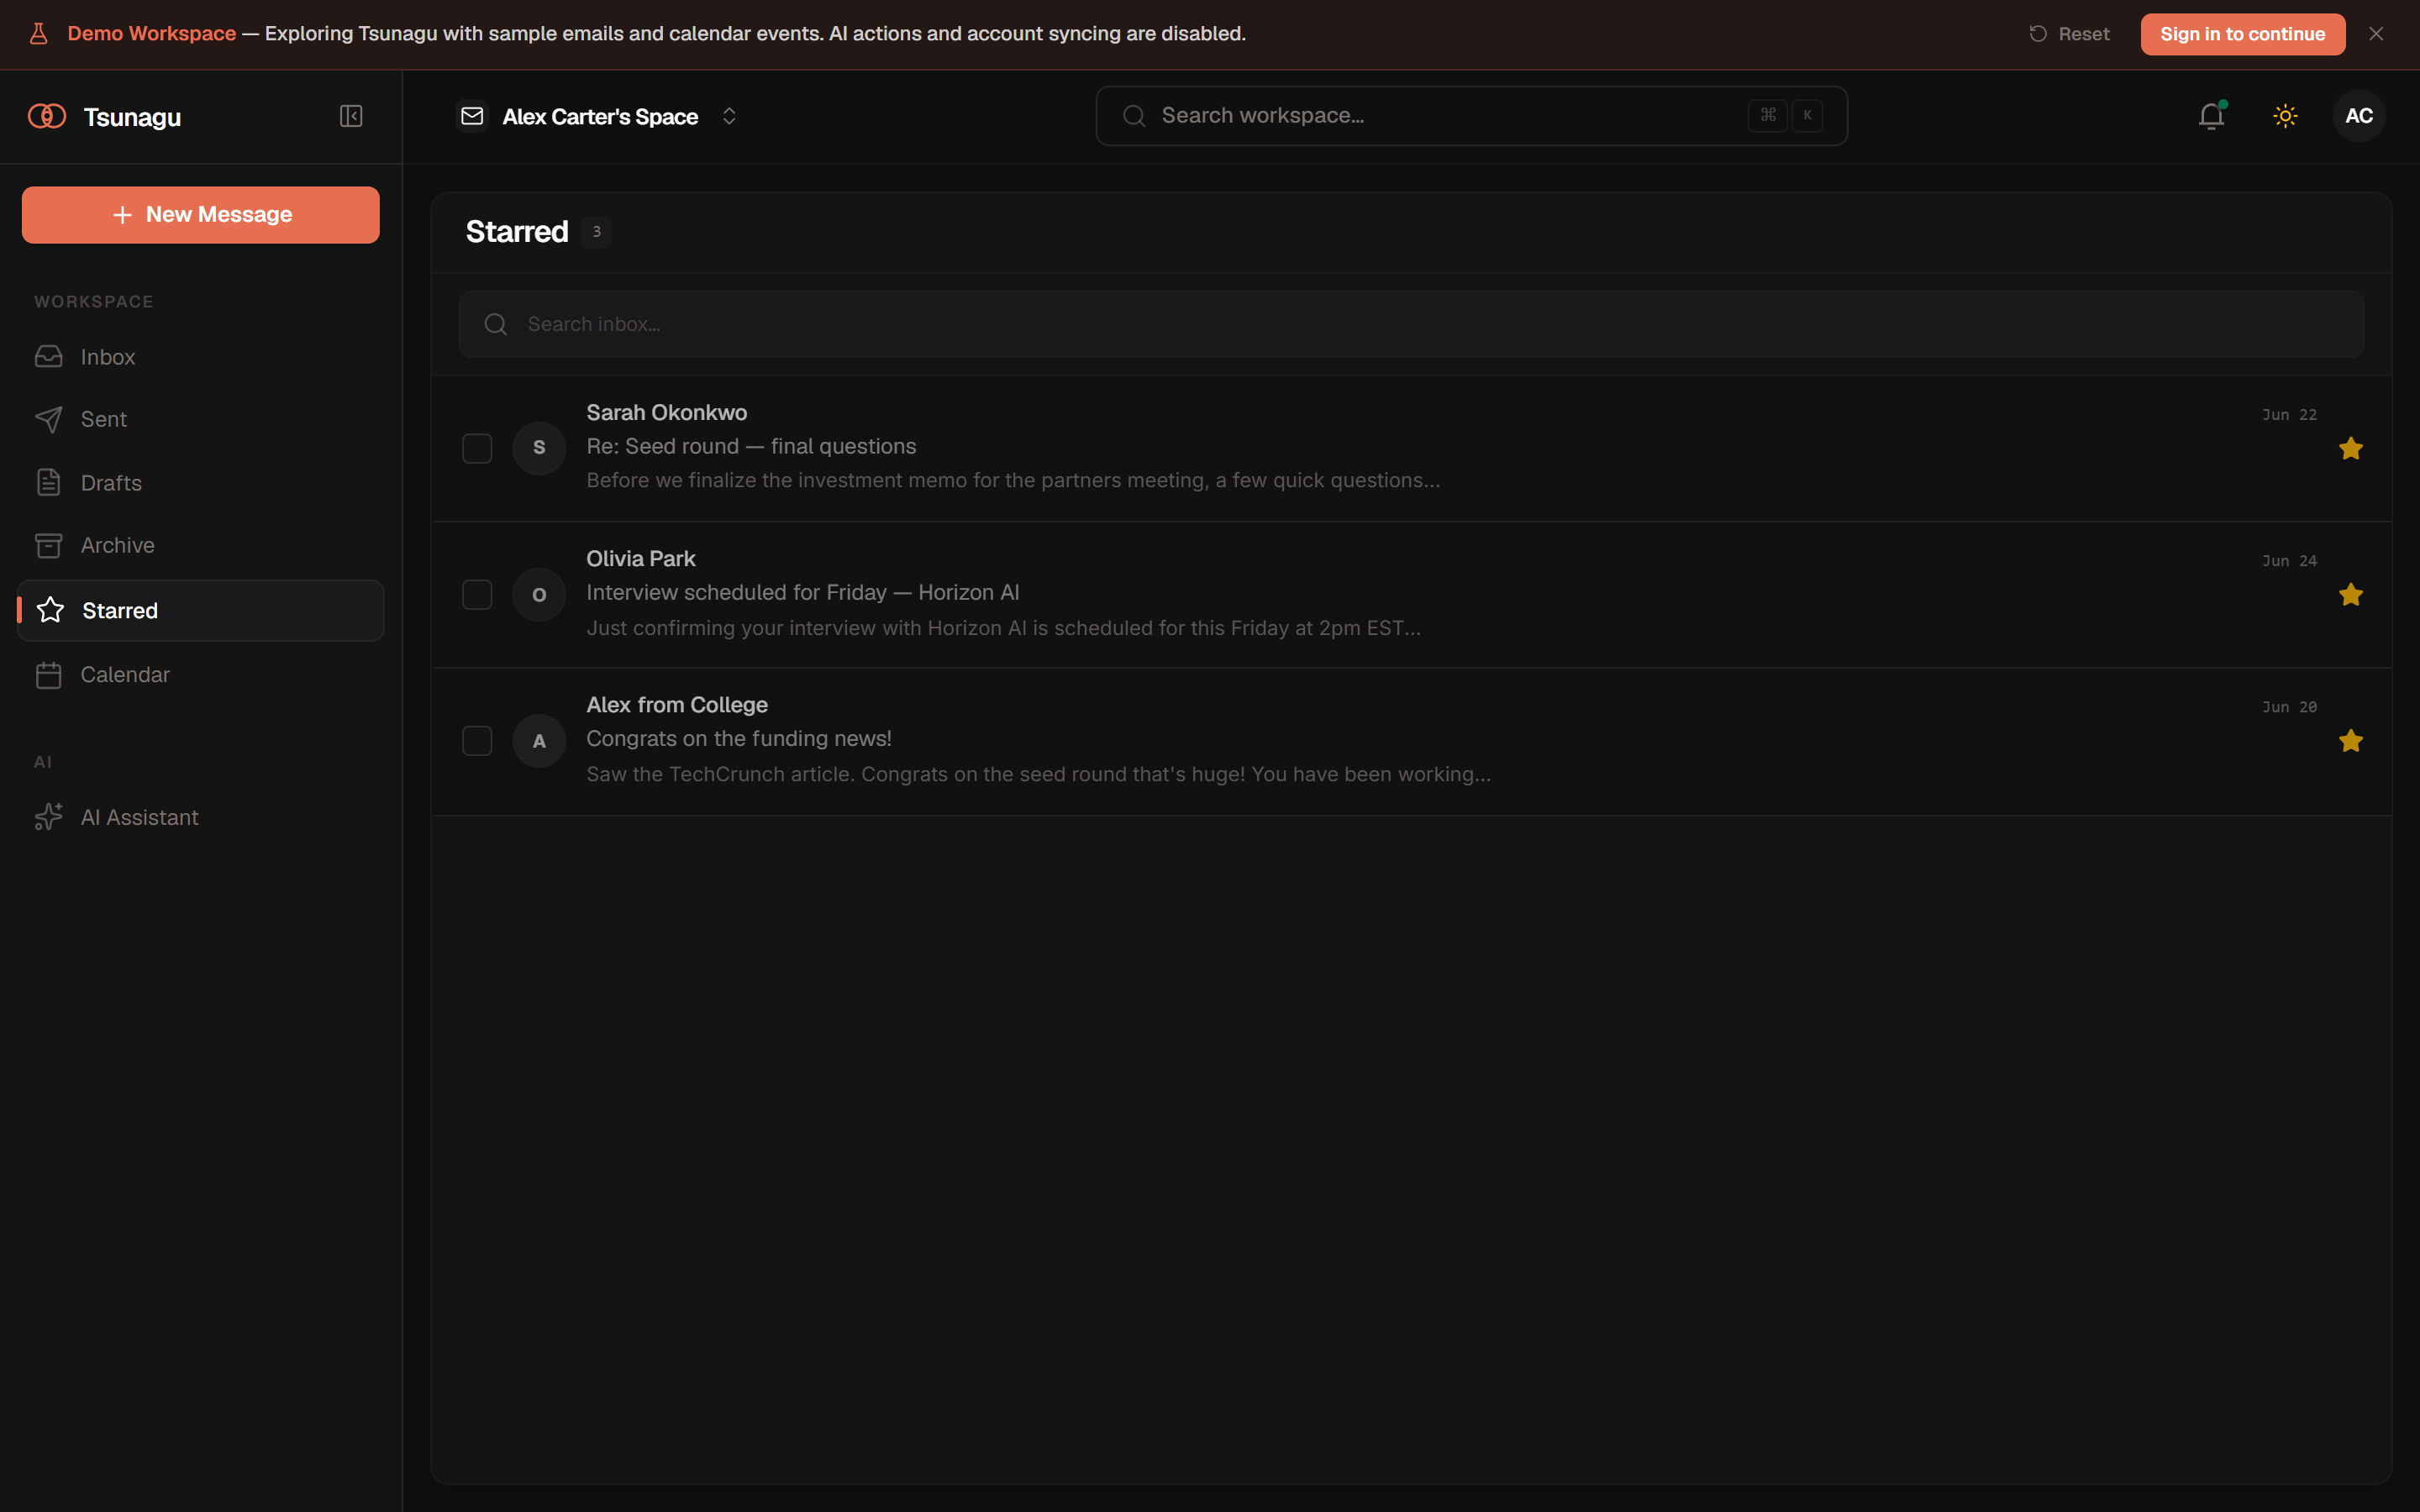 Demo Workspace — Exploring Tsunagu with sample emails and calendar events. AI actions and account syncing are disabled.
Reset
Sign in to continue
Tsunagu
Alex Carter's Space
Search workspace...
⌘ K
AC
New Message
WORKSPACE
Inbox
Sent
Drafts
Archive
Starred
Calendar
AI
AI Assistant
Starred 3
Search inbox...
S
Sarah Okonkwo
Jun 22
Re: Seed round — final questions
Before we finalize the investment memo for the partners meeting, a few quick questions...
O
Olivia Park
Jun 24
Interview scheduled for Friday — Horizon AI
Just confirming your interview with Horizon AI is scheduled for this Friday at 2pm EST...
A
Alex from College
Jun 20
Congrats on the funding news!
Saw the TechCrunch article. Congrats on the seed round that's huge! You have been working...